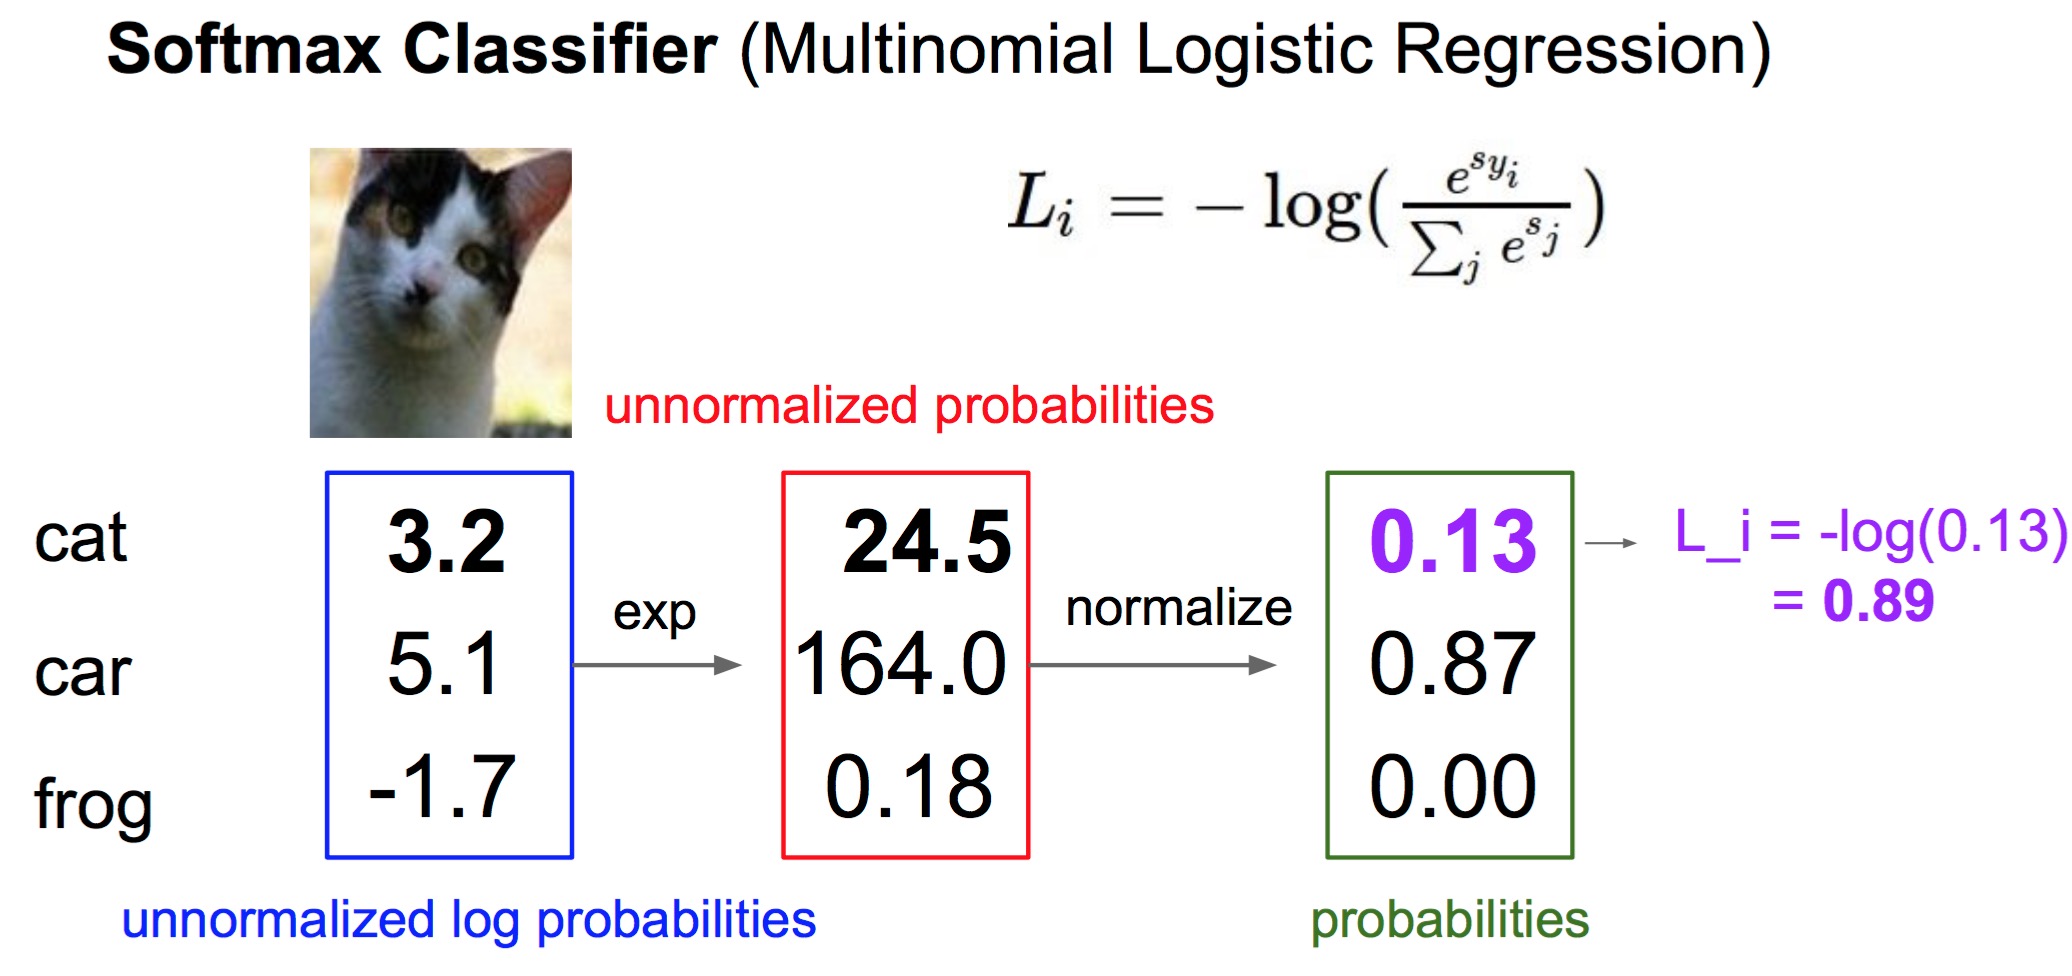 Softmax Classifier (Multinomial Logistic Regression)
L_i = − log( e^{s_{y_i}} / ∑_j e^{s_j} )
unnormalized probabilities
cat 3.2 24.5 0.13 L_i = -log(0.13)
= 0.89
exp normalize
car 5.1 164.0 0.87
frog -1.7 0.18 0.00
unnormalized log probabilities probabilities